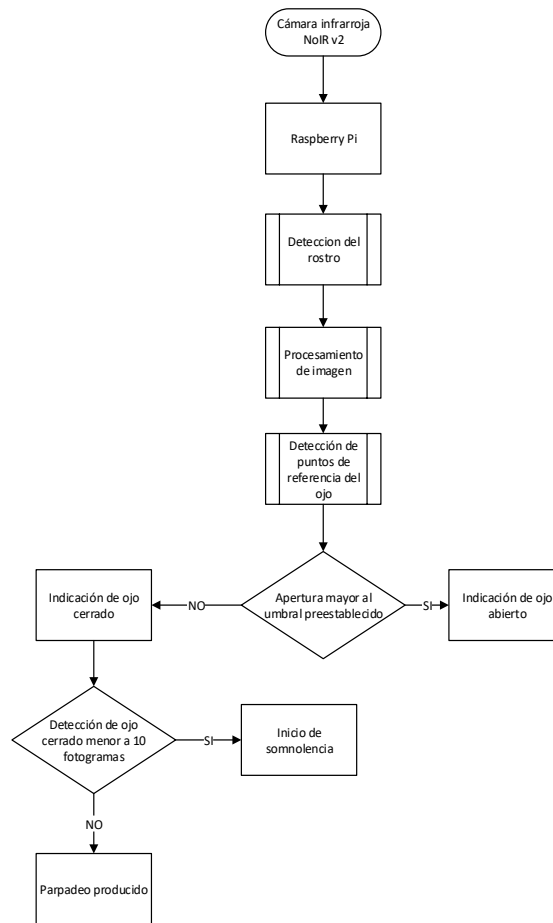 Cámara infrarroja
NoIR v2
Raspberry Pi
Deteccion del
rostro
Procesamiento
de imagen
Detección de
puntos de
referencia del
ojo
Apertura mayor al
umbral preestablecido
NO
SI
Indicación de ojo
cerrado
Indicación de ojo
abierto
Detección de ojo
cerrado menor a 10
fotogramas
SI
Inicio de
somnolencia
NO
Parpadeo producido